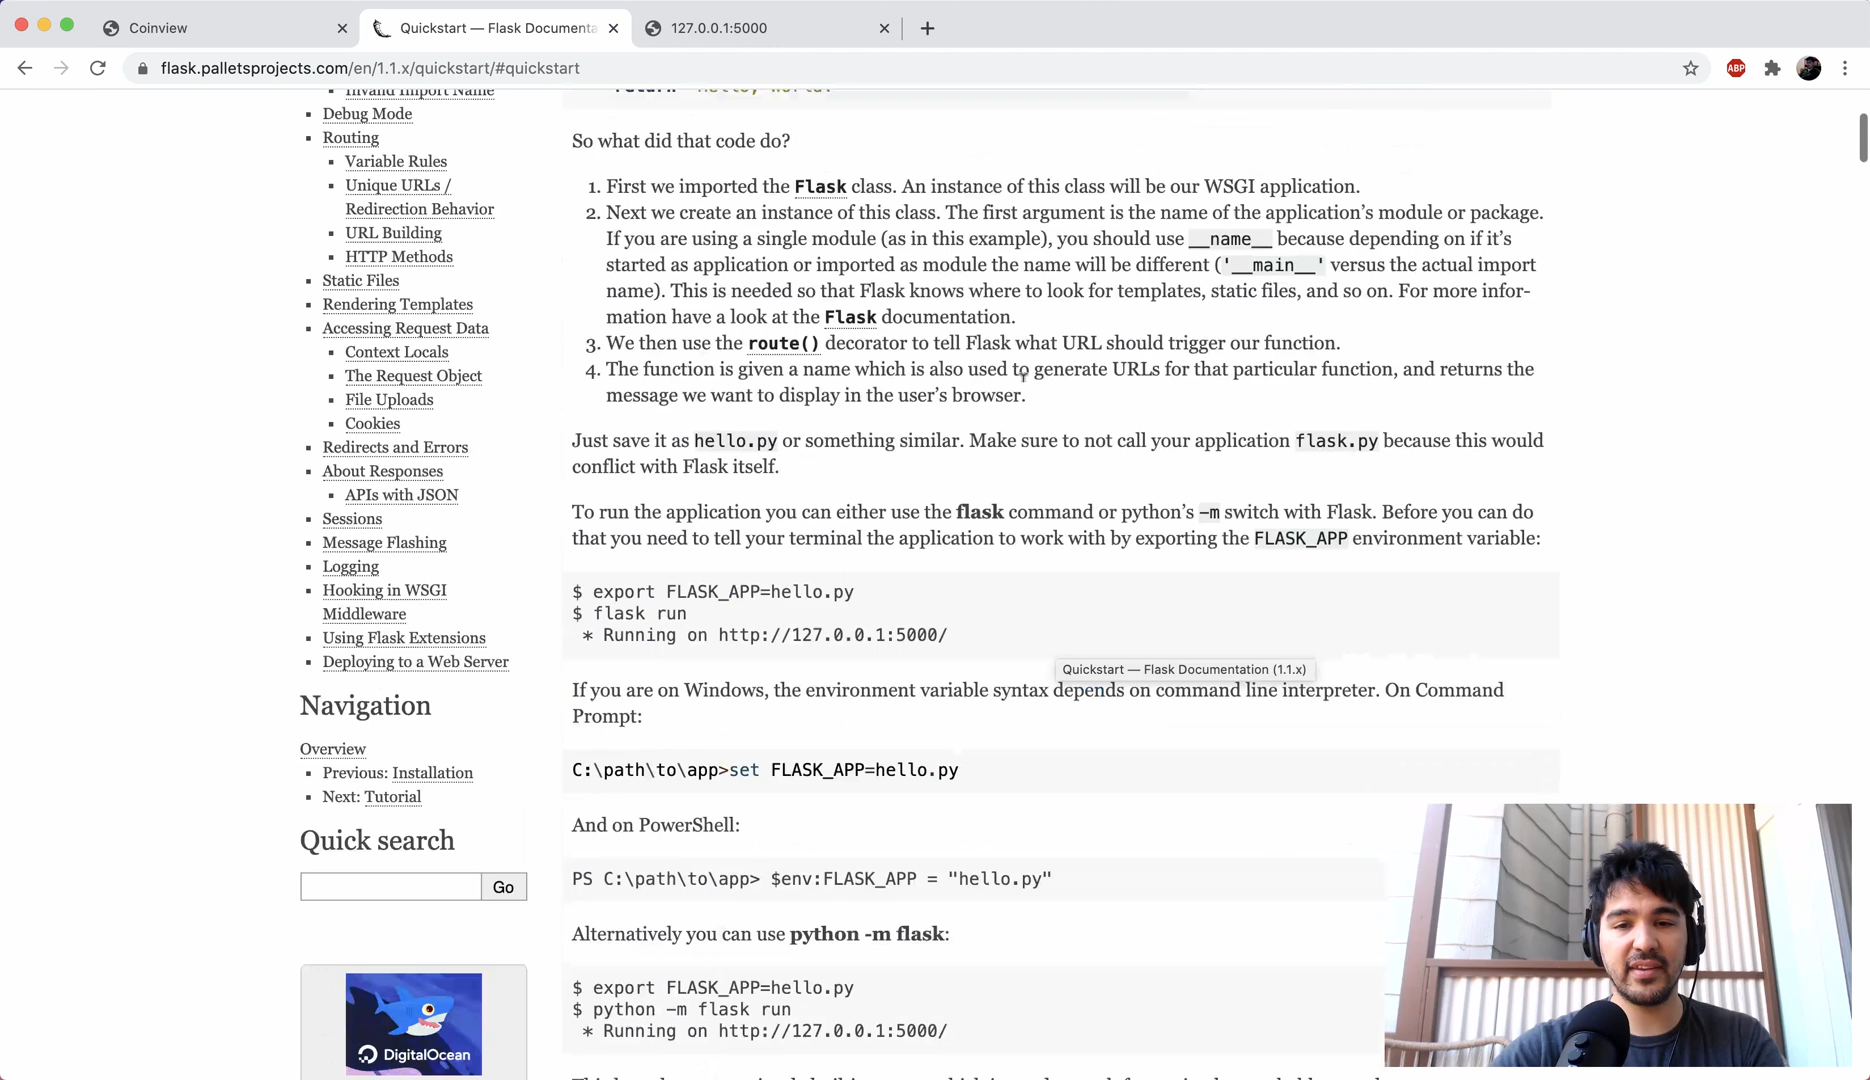 Coinview
Quickstart — Flask Documenta
127.0.0.1:5000
flask.palletsprojects.com/en/1.1.x/quickstart/#quickstart
ABP
Invalid Import Name
Debug Mode
Routing
Variable Rules
Unique URLs /
Redirection Behavior
URL Building
HTTP Methods
Static Files
Rendering Templates
Accessing Request Data
Context Locals
The Request Object
File Uploads
Cookies
Redirects and Errors
About Responses
APIs with JSON
Sessions
Message Flashing
Logging
Hooking in WSGI
Middleware
Using Flask Extensions
Deploying to a Web Server
Navigation
Overview
Previous: Installation
Next: Tutorial
Quick search
Go
DigitalOcean
So what did that code do?
1. First we imported the Flask class. An instance of this class will be our WSGI application.
2. Next we create an instance of this class. The first argument is the name of the application's module or package.
If you are using a single module (as in this example), you should use __name__ because depending on if it's
started as application or imported as module the name will be different ('__main__' versus the actual import
name). This is needed so that Flask knows where to look for templates, static files, and so on. For more infor-
mation have a look at the Flask documentation.
3. We then use the route() decorator to tell Flask what URL should trigger our function.
4. The function is given a name which is also used to generate URLs for that particular function, and returns the
message we want to display in the user's browser.
Just save it as hello.py or something similar. Make sure to not call your application flask.py because this would
conflict with Flask itself.
To run the application you can either use the flask command or python's -m switch with Flask. Before you can do
that you need to tell your terminal the application to work with by exporting the FLASK_APP environment variable:
$ export FLASK_APP=hello.py
$ flask run
* Running on http://127.0.0.1:5000/
Quickstart — Flask Documentation (1.1.x)
If you are on Windows, the environment variable syntax depends on command line interpreter. On Command
Prompt:
C:\path\to\app>set FLASK_APP=hello.py
And on PowerShell:
PS C:\path\to\app> $env:FLASK_APP = "hello.py"
Alternatively you can use python -m flask:
$ export FLASK_APP=hello.py
$ python -m flask run
* Running on http://127.0.0.1:5000/